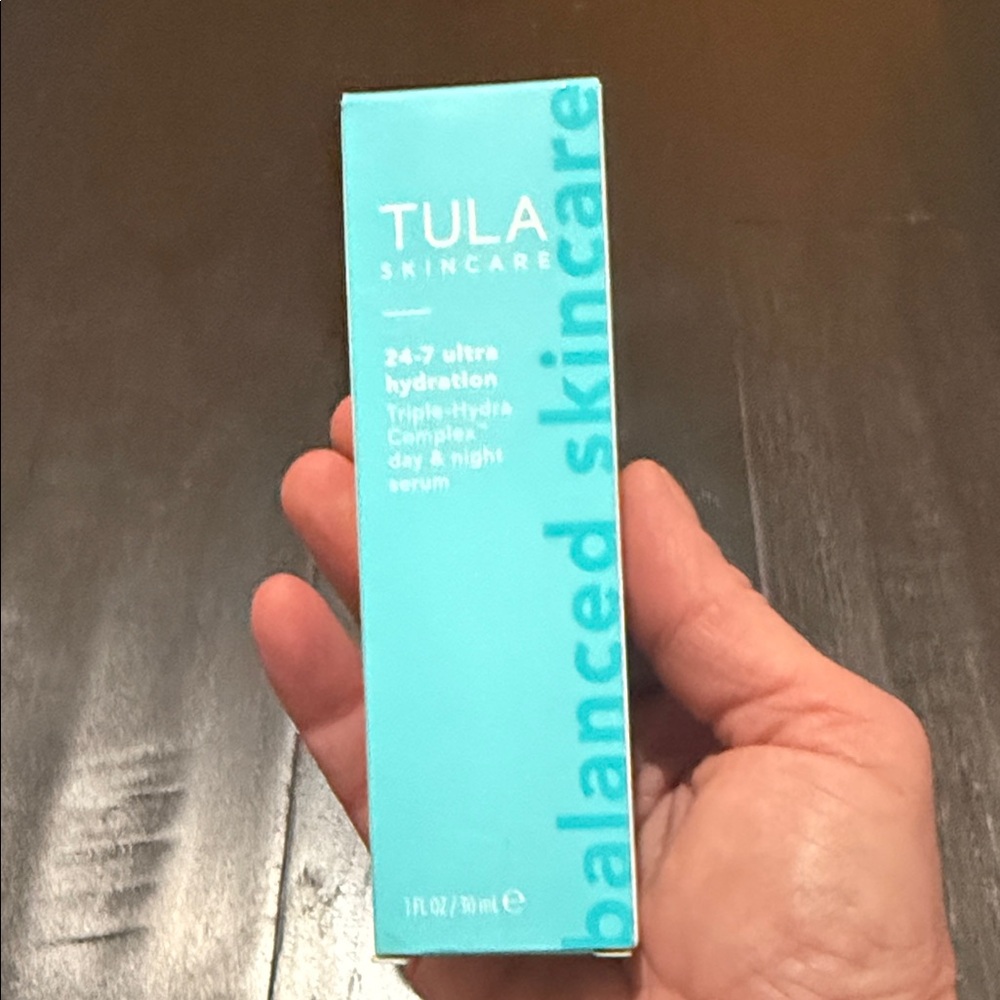 TULA
SKINCARE
24-7 ultra
hydration
Triple-Hydra
Complex™
day & night
serum
1 FL OZ / 30 mL ℮
balanced skincare